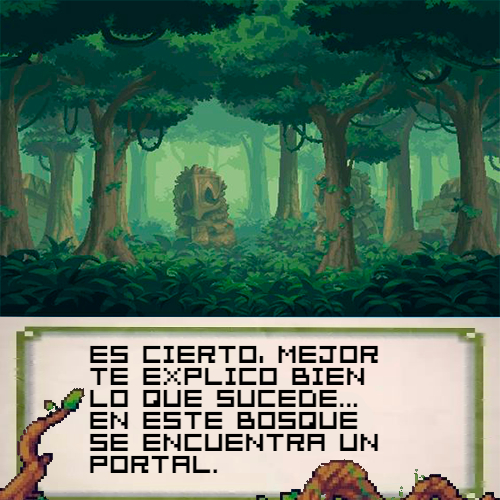 ES CIERTO, MEJOR
TE EXPLICO BIEN
LO QUE SUCEDE...
EN ESTE BOSQUE
SE ENCUENTRA UN
PORTAL.